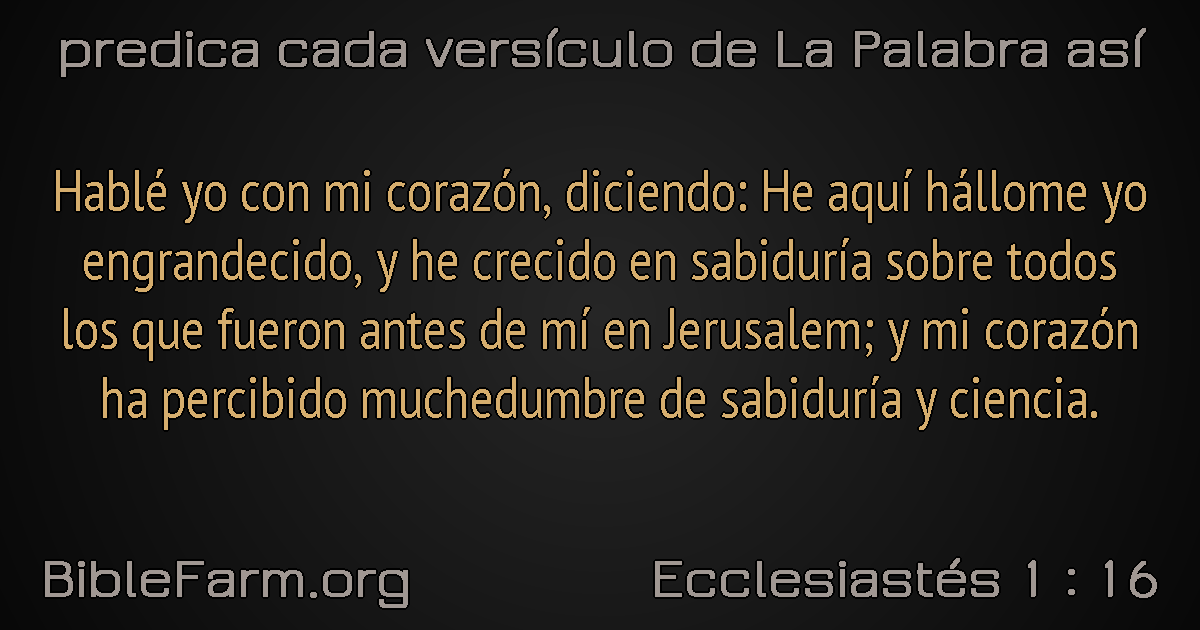 predica cada versículo de La Palabra así
Hablé yo con mi corazón, diciendo: He aquí hállome yo
engrandecido, y he crecido en sabiduría sobre todos
los que fueron antes de mí en Jerusalem; y mi corazón
ha percibido muchedumbre de sabiduría y ciencia.
BibleFarm.org
Ecclesiastés 1 : 16